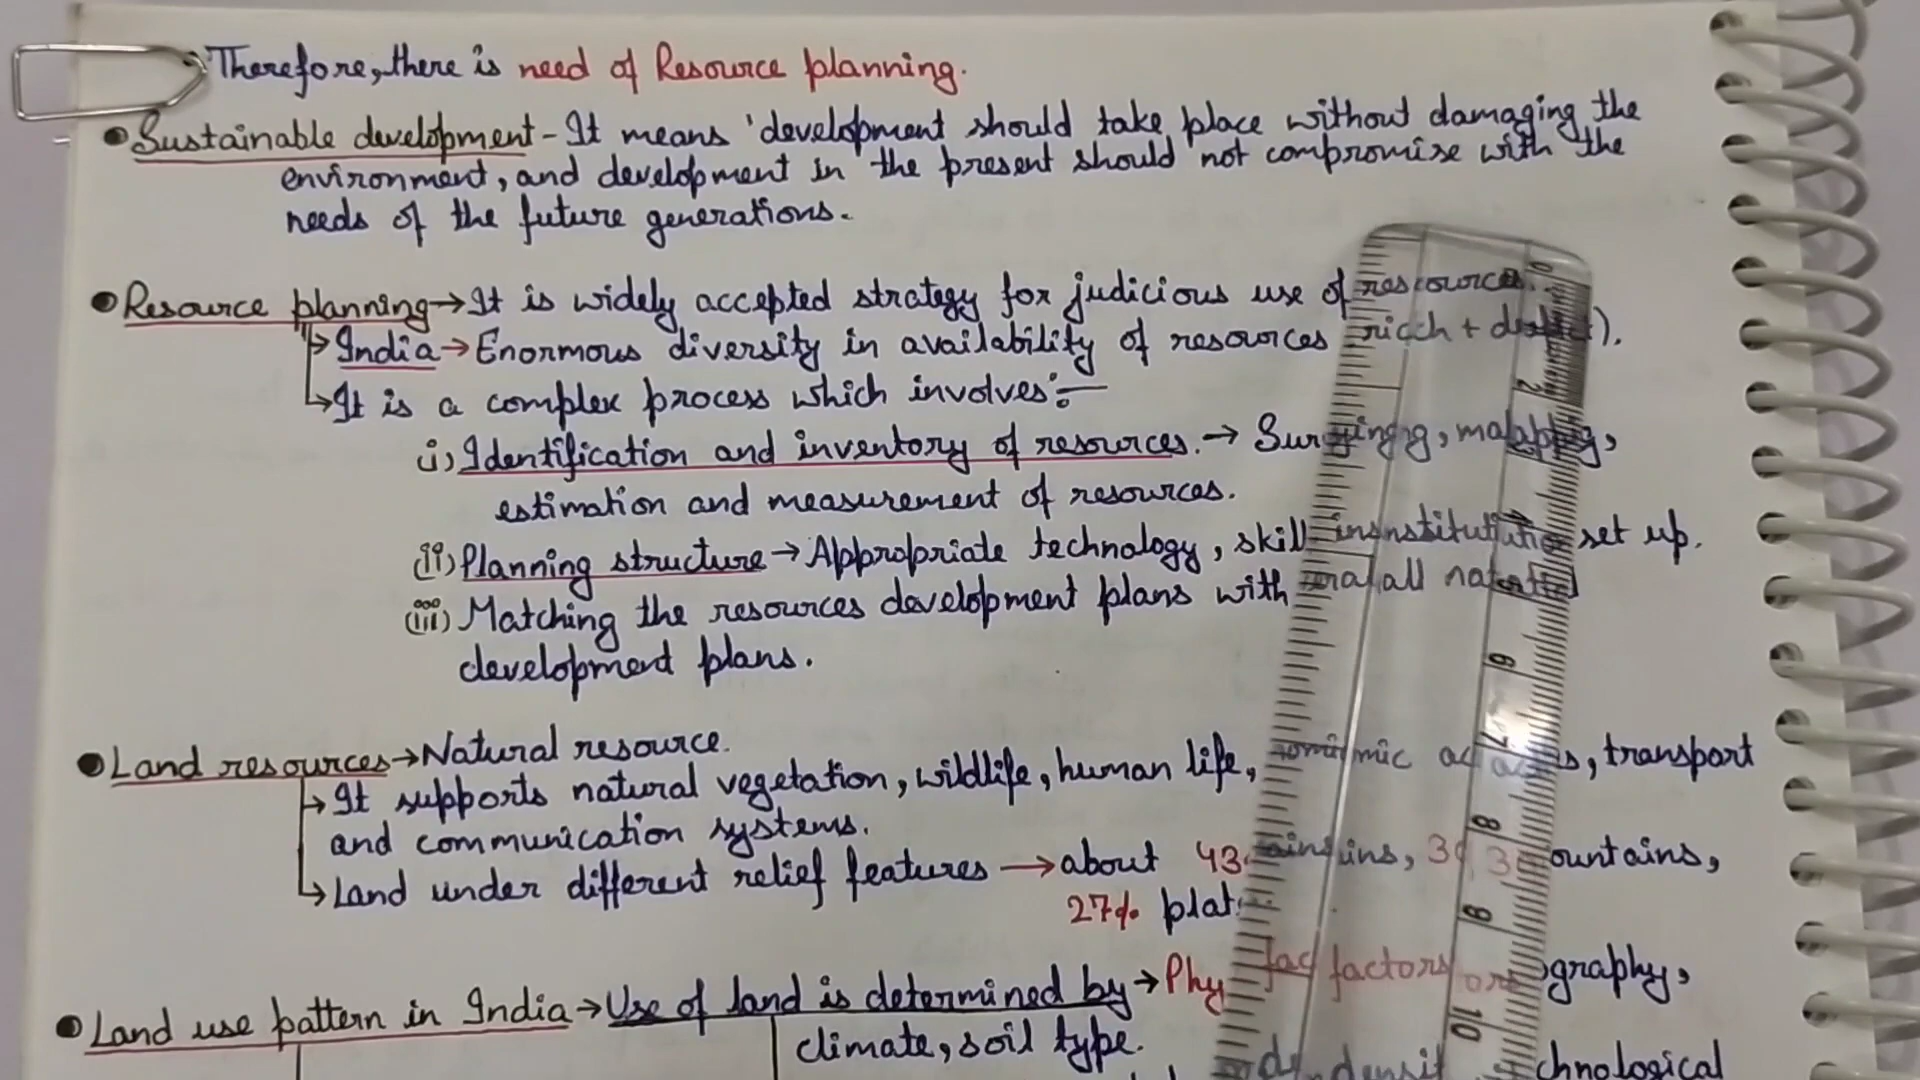 Therefore, there is need of Resource planning.
• Sustainable development - It means 'development should take place without damaging the
environment, and development in the present should not compromise with the
needs of the future generations.
• Resource planning → It is widely accepted strategy for judicious use of resources.
India → Enormous diversity in availability of resources
It is a complex process which involves:-
(i) Identification and inventory of resources. →
estimation and measurement of resources.
(ii) Planning structure → Appropriate technology, skill set up.
(iii) Matching the resources development plans with
development plans.
• Land resources → Natural resource.
It supports natural vegetation, wildlife, human life, transport
and communication systems.
Land under different relief features → about
27%
• Land use pattern in India → Use of land is determined by → factors
climate, soil type.